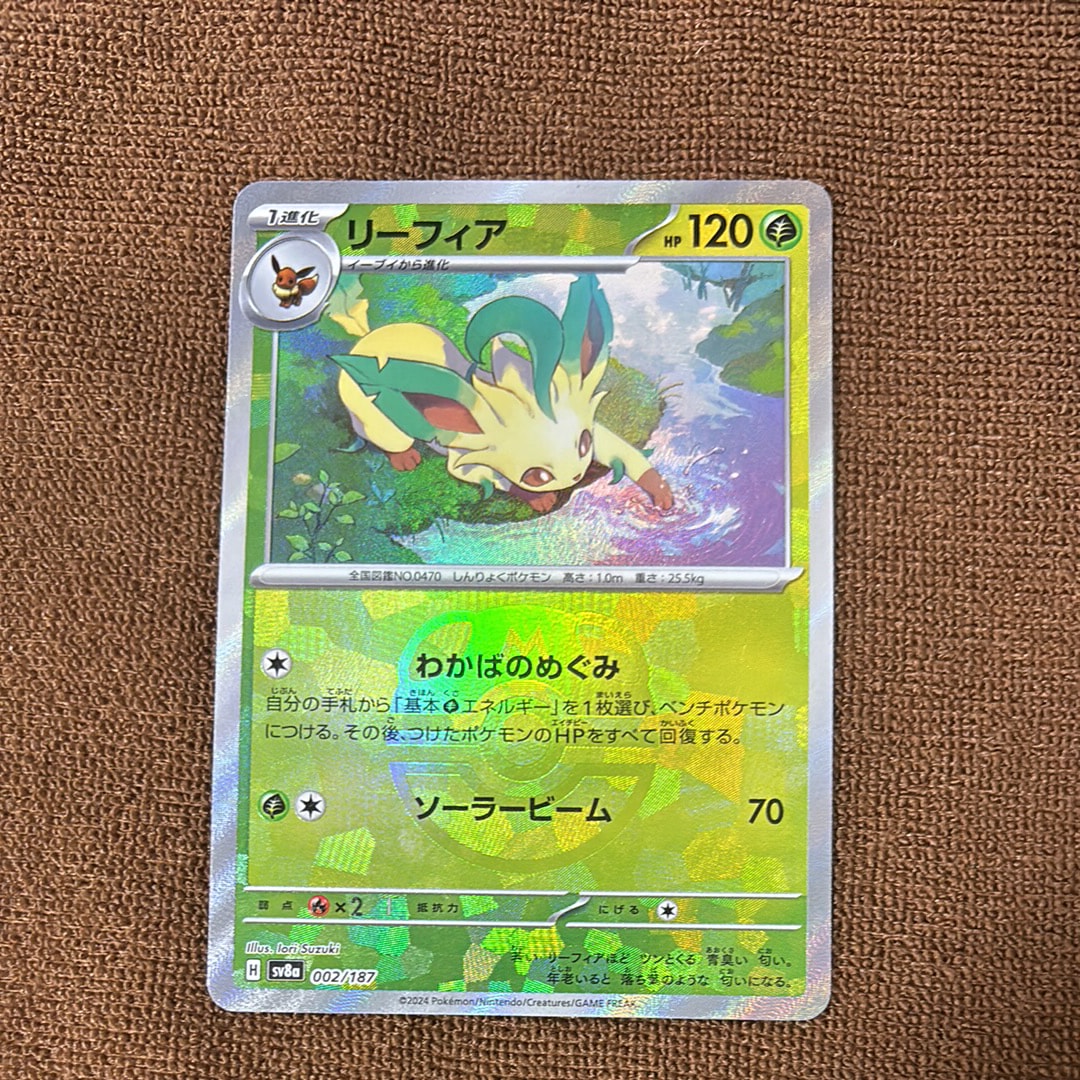 1進化
リーフィア
HP 120
イーブイから進化
全国図鑑NO.0470 しんりょくポケモン 高さ:1.0m 重さ:25.5kg
わかばのめぐみ
自分の手札から「基本エネルギー」を1枚選び、ベンチポケモン
につける。その後、つけたポケモンのHPをすべて回復する。
ソーラービーム 70
弱点 ×2 抵抗力 にげる
Illus. Iori Suzuki
若い リーフィアほど ツンとくる 青臭い 匂い。
年老いると 落ち葉のような 匂いになる。
H sv8a 002/187
©2024 Pokémon/Nintendo/Creatures/GAME FREAK.